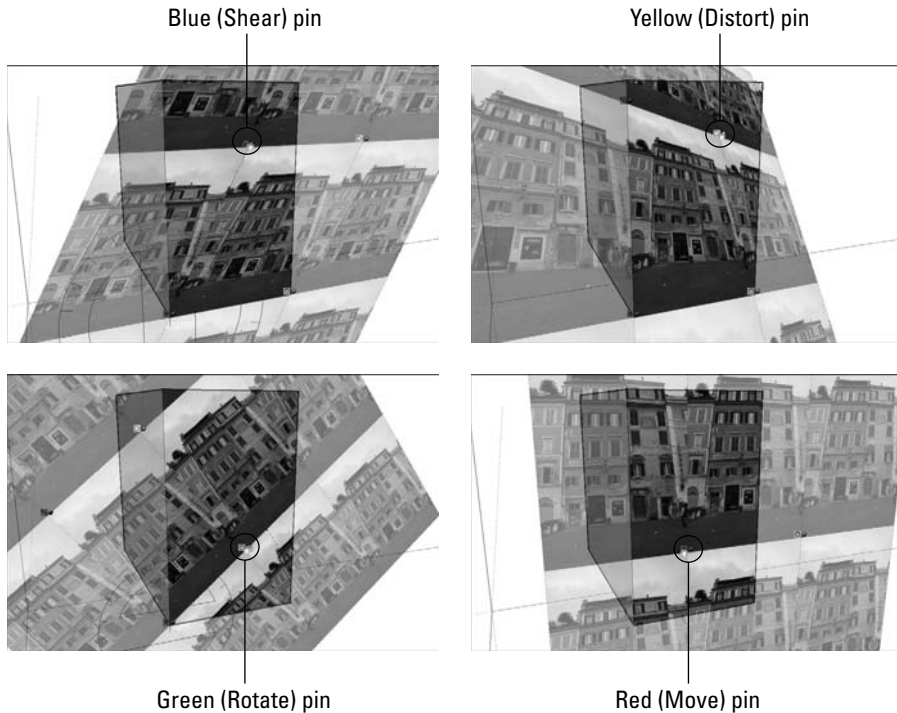 Blue (Shear) pin
Yellow (Distort) pin
Green (Rotate) pin
Red (Move) pin